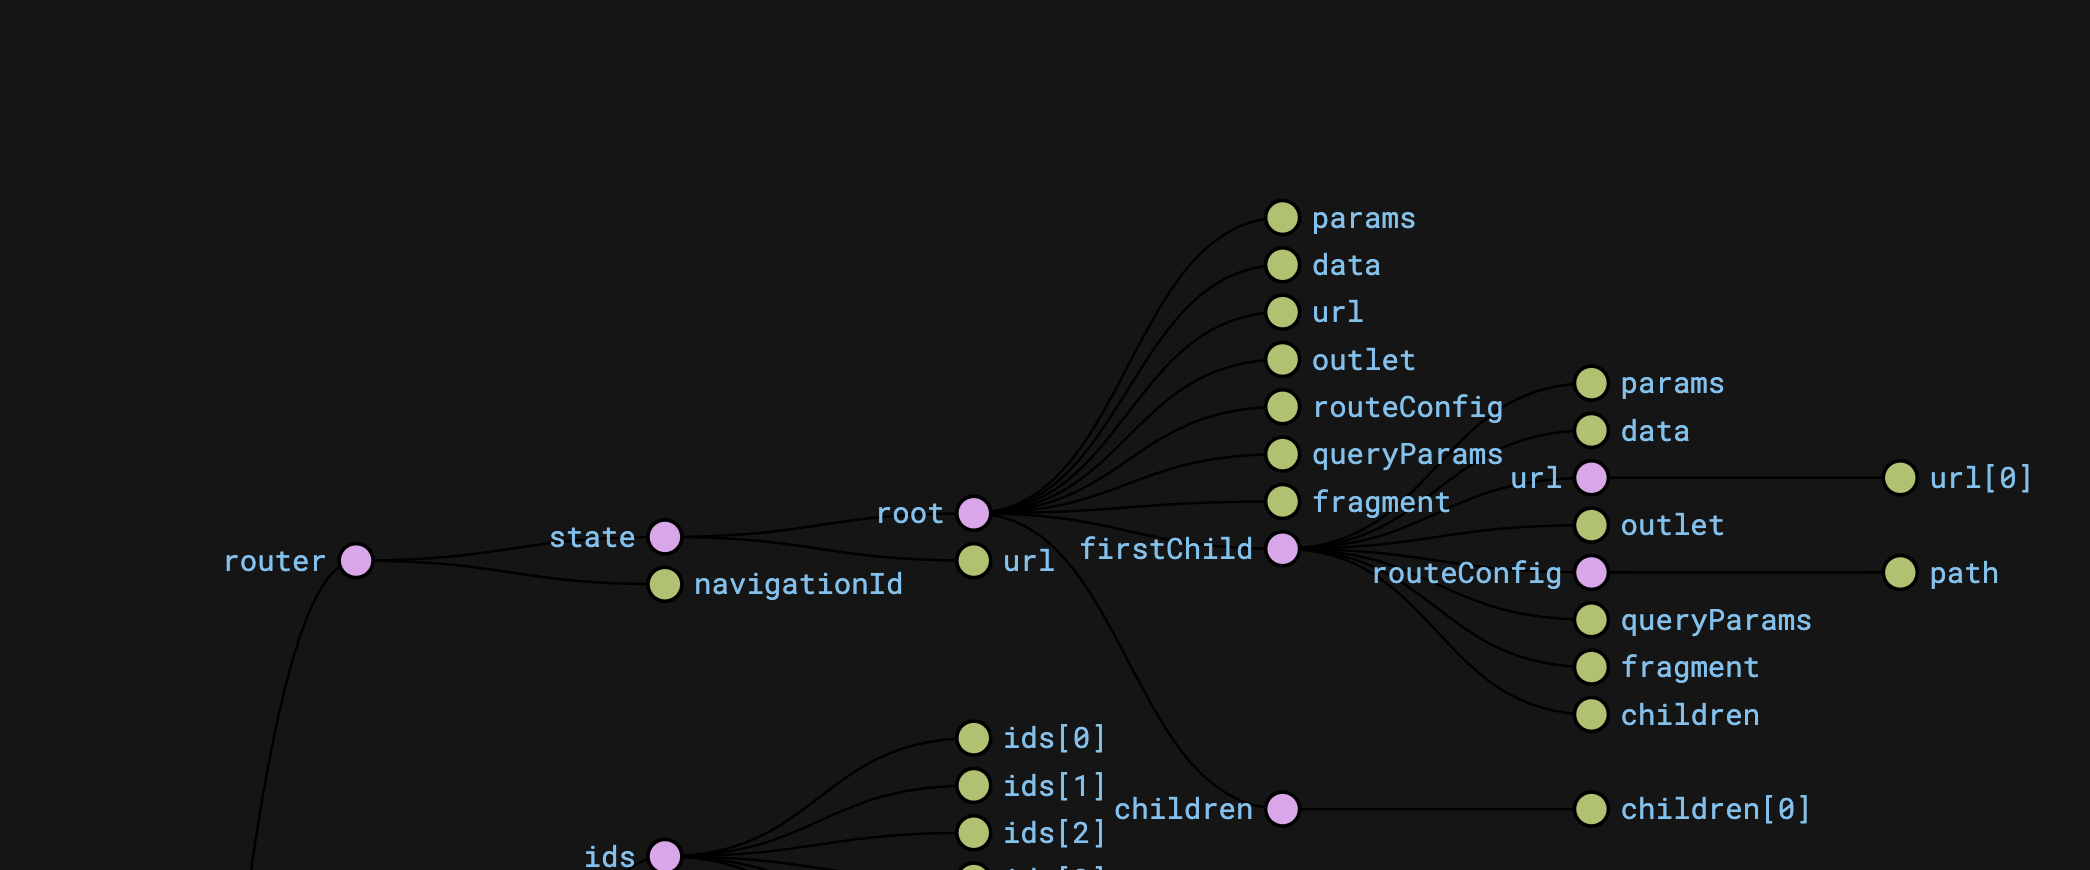 params
data
url
outlet
routeConfig
params
queryParams
data
url
url[0]
fragment
root
outlet
state
firstChild
router
url
routeConfig
path
navigationId
queryParams
fragment
children
ids[0]
ids[1]
children
children[0]
ids[2]
ids